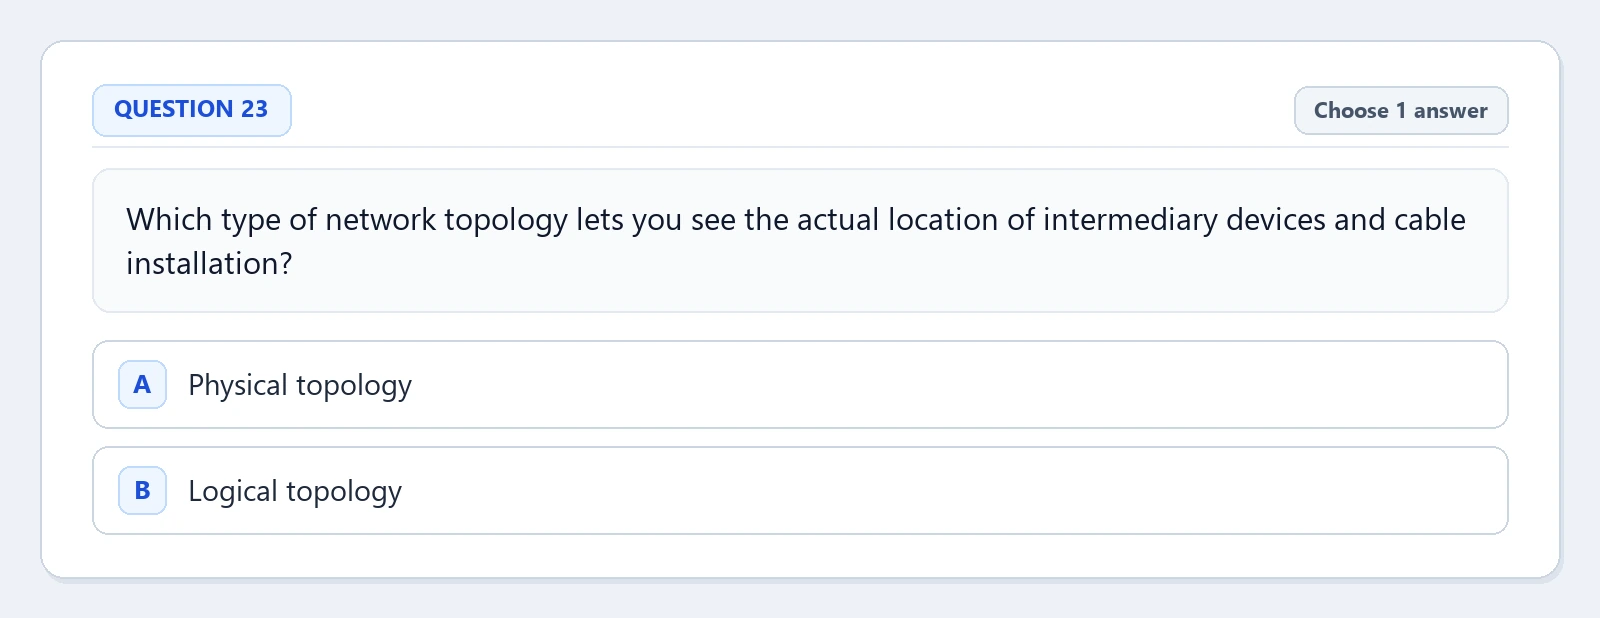 QUESTION 23
Choose 1 answer
Which type of network topology lets you see the actual location of intermediary devices and cable
installation?
A Physical topology
B Logical topology